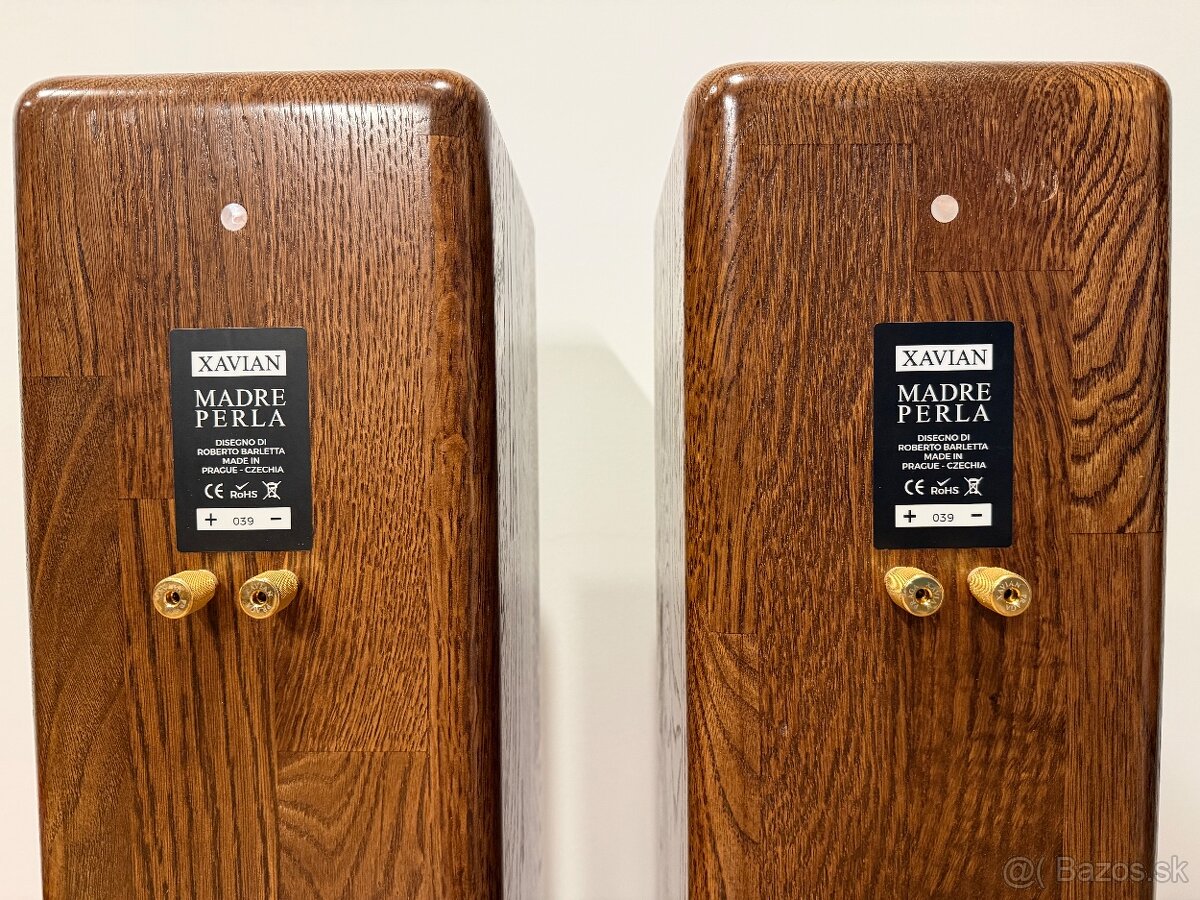 XAVIAN
MADRE
PERLA
DISEGNO DI
ROBERTO BARLETTA
MADE IN
PRAGUE - CZECHIA
CE RoHS
+ 039 −
XAVIAN
MADRE
PERLA
DISEGNO DI
ROBERTO BARLETTA
MADE IN
PRAGUE - CZECHIA
CE RoHS
+ 039 −
XAVIAN
@( Bazos.sk